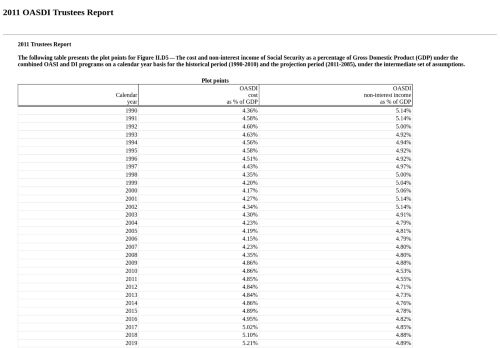 2011 OASDI Trustees Report
2011 Trustees Report
The following table presents the plot points for Figure II.D5—The cost and non-interest income of Social Security as a percentage of Gross Domestic Product (GDP) under the
combined OASI and DI programs on a calendar year basis for the historical period (1990-2010) and the projection period (2011-2085), under the intermediate set of assumptions.
Plot points
Calendar year OASDI cost as % of GDP OASDI non-interest income as % of GDP
1990 4.36% 5.14%
1991 4.58% 5.14%
1992 4.60% 5.00%
1993 4.63% 4.92%
1994 4.56% 4.94%
1995 4.58% 4.92%
1996 4.51% 4.92%
1997 4.43% 4.97%
1998 4.35% 5.00%
1999 4.20% 5.04%
2000 4.17% 5.06%
2001 4.27% 5.14%
2002 4.34% 5.14%
2003 4.30% 4.91%
2004 4.23% 4.79%
2005 4.19% 4.81%
2006 4.15% 4.79%
2007 4.23% 4.80%
2008 4.35% 4.80%
2009 4.86% 4.88%
2010 4.86% 4.53%
2011 4.85% 4.55%
2012 4.84% 4.71%
2013 4.84% 4.73%
2014 4.86% 4.76%
2015 4.89% 4.78%
2016 4.95% 4.82%
2017 5.02% 4.85%
2018 5.10% 4.88%
2019 5.21% 4.89%